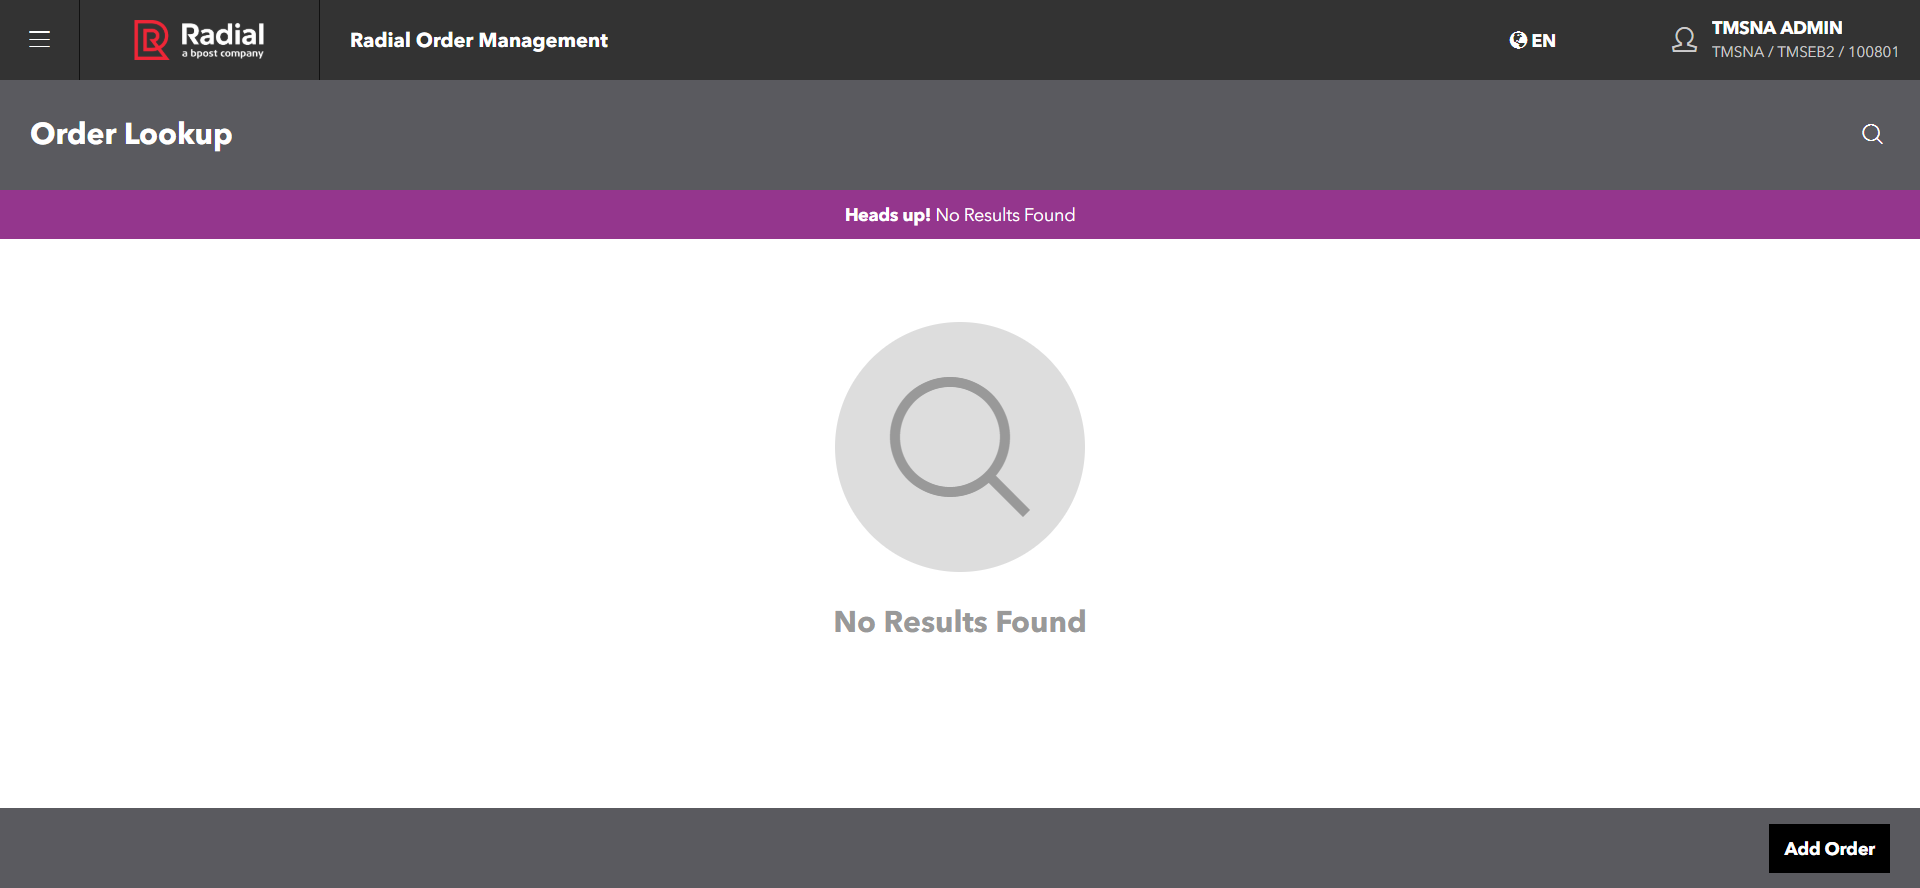 Radial
a bpost company
Radial Order Management
EN
TMSNA ADMIN
TMSNA / TMSEB2 / 100801
Order Lookup
Heads up! No Results Found
No Results Found
Add Order